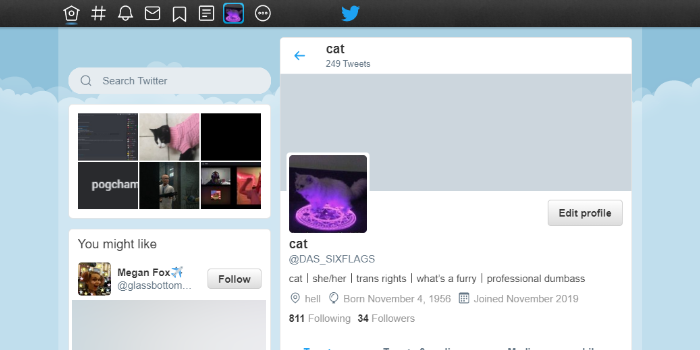 cat
249 Tweets
Search Twitter
pogcham
Edit profile
cat
@DAS_SIXFLAGS
You might like
cat | she/her | trans rights | what's a furry | professional dumbass
Megan Fox✈️
@glassbottom...
Follow
hell Born November 4, 1956 Joined November 2019
811 Following 34 Followers